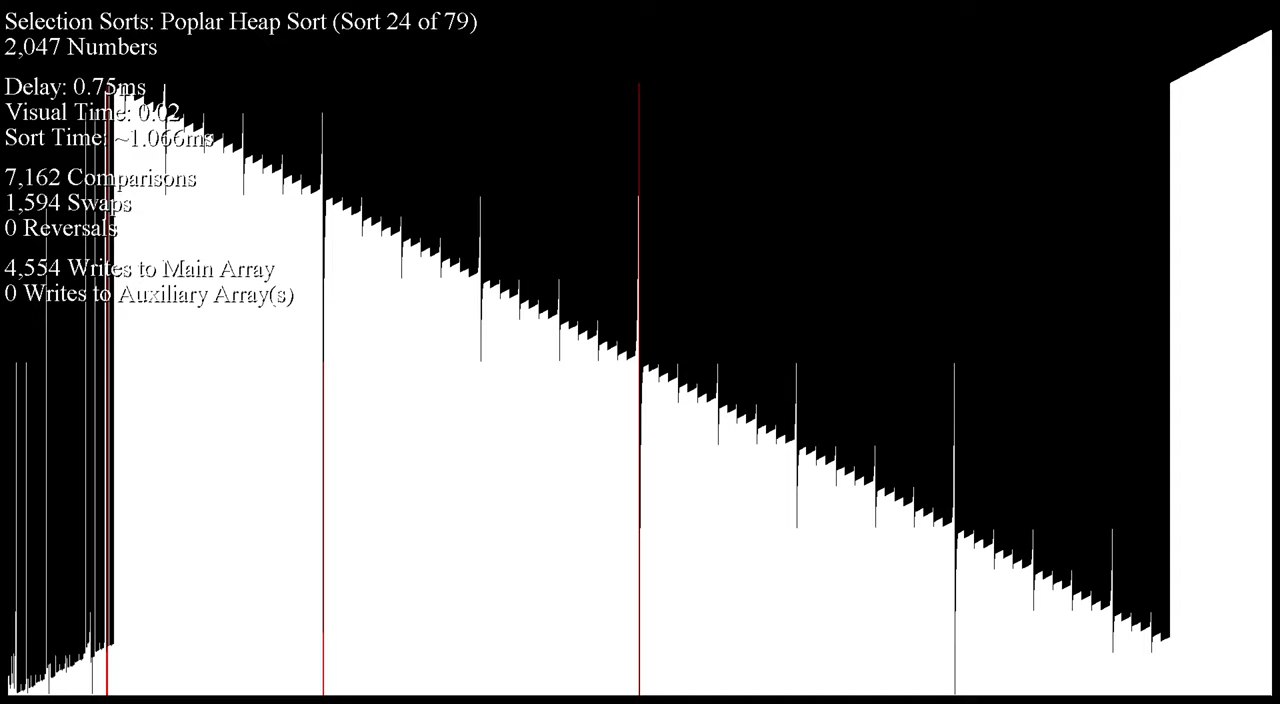 Selection Sorts: Poplar Heap Sort (Sort 24 of 79)
2,047 Numbers
Delay: 0.75ms
Visual Time: 0:02
Sort Time: ~1.066ms
7,162 Comparisons
1,594 Swaps
0 Reversals
4,554 Writes to Main Array
0 Writes to Auxiliary Array(s)